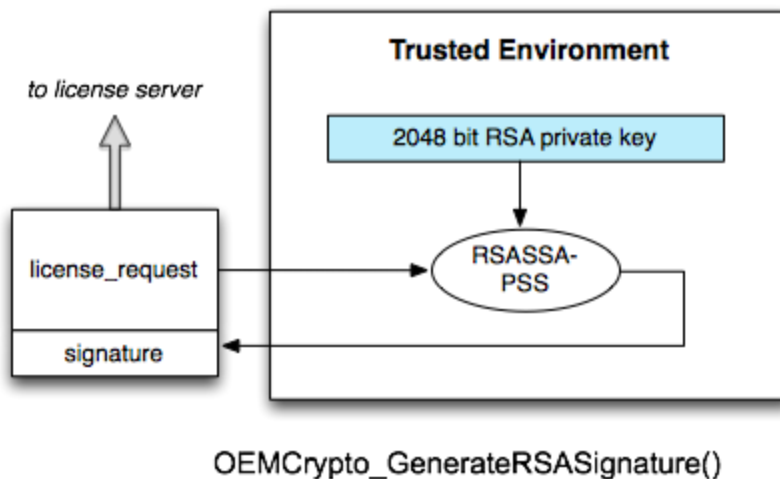 Trusted Environment
to license server
2048 bit RSA private key
license_request
RSASSA-
PSS
signature
OEMCrypto_GenerateRSASignature()